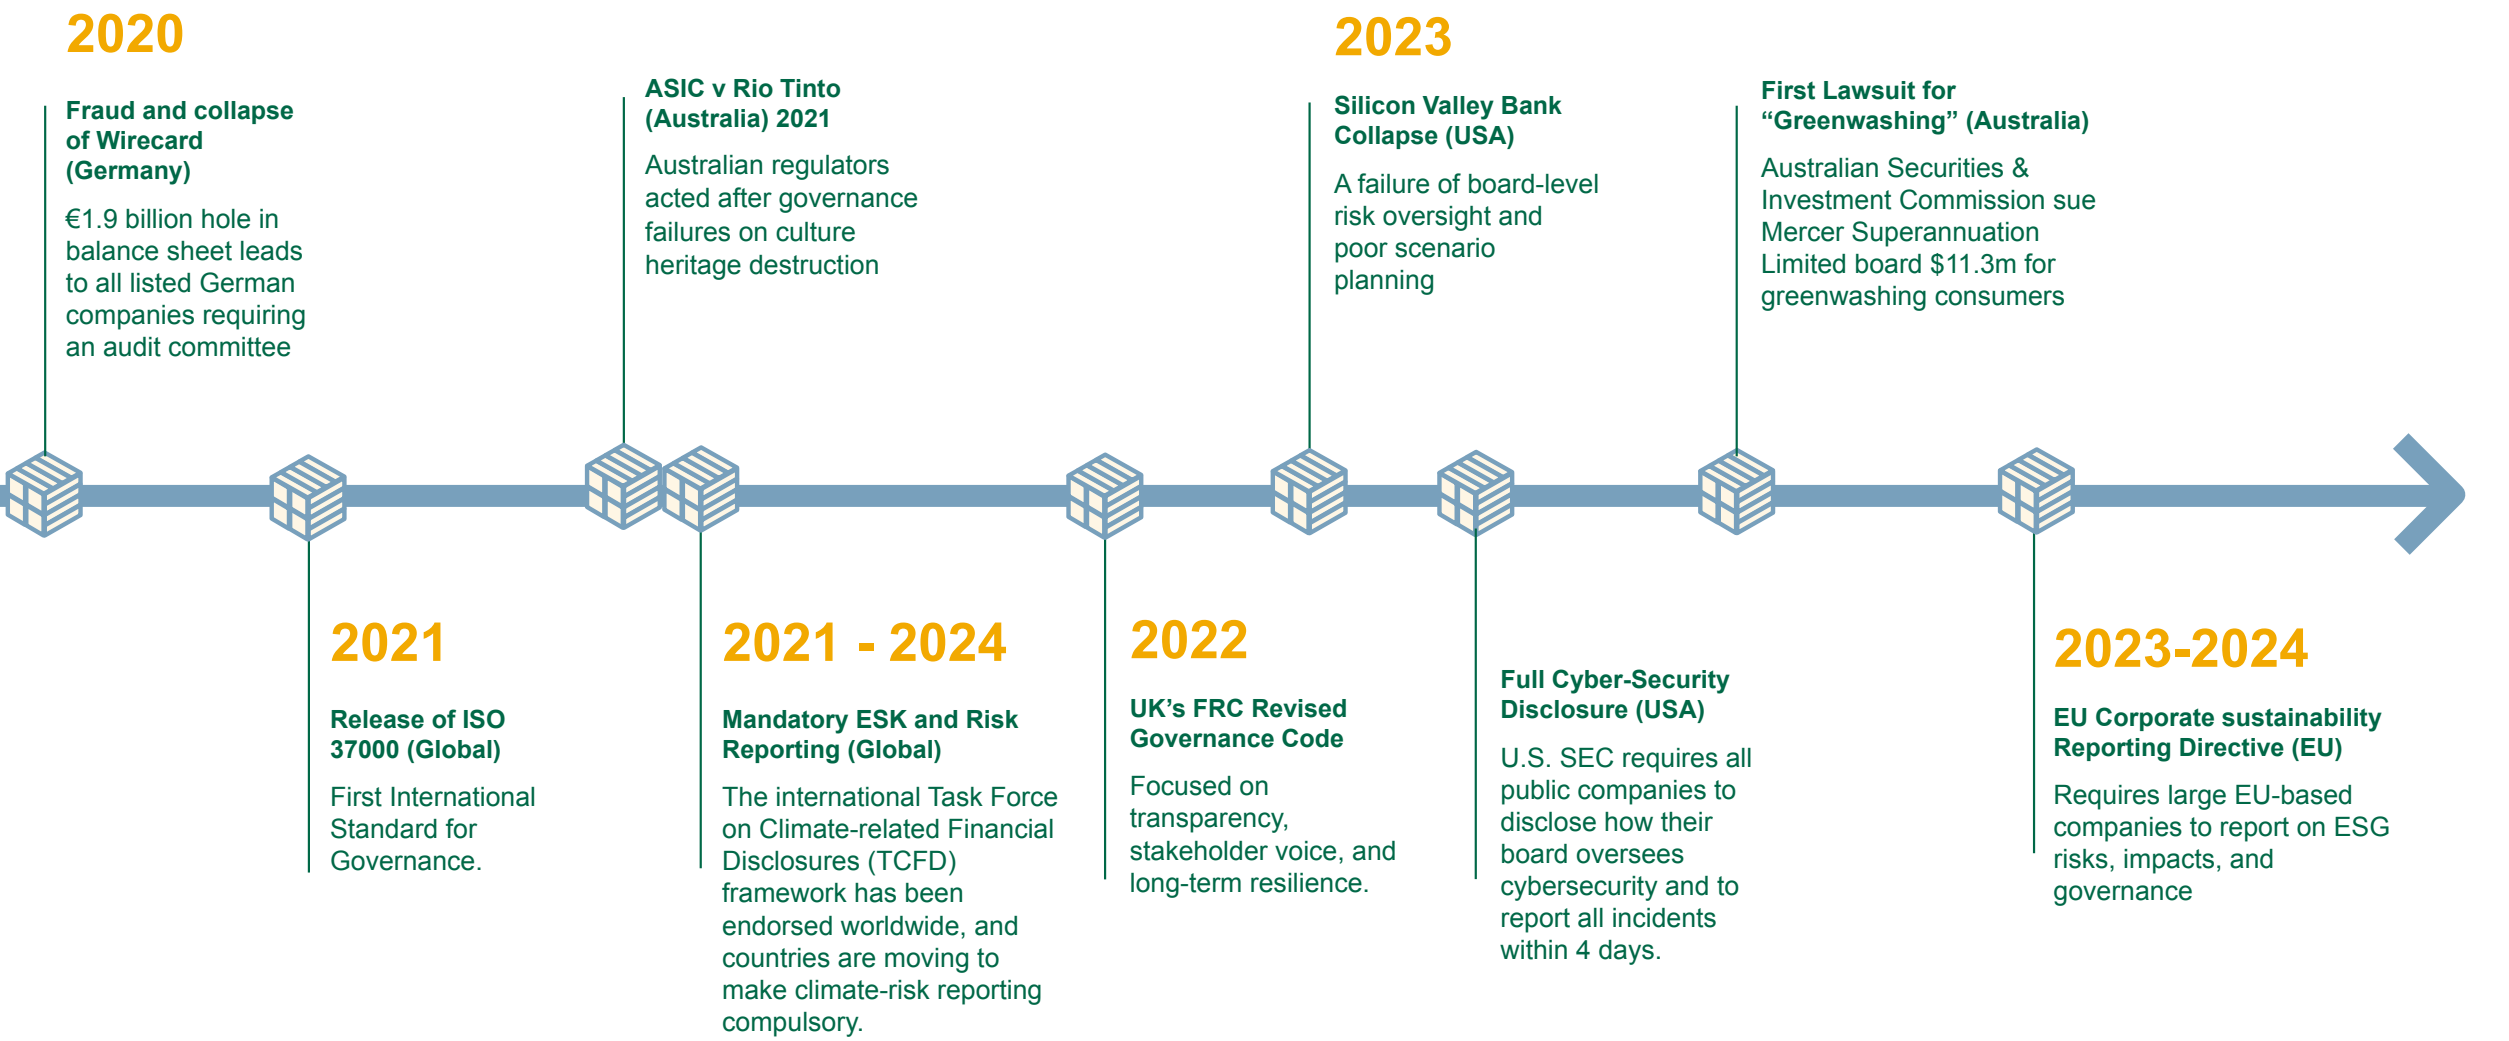 2020
Fraud and collapse
of Wirecard
(Germany)
€1.9 billion hole in
balance sheet leads
to all listed German
companies requiring
an audit committee
2021
Release of ISO
37000 (Global)
First International
Standard for
Governance.
ASIC v Rio Tinto
(Australia) 2021
Australian regulators
acted after governance
failures on culture
heritage destruction
2021 - 2024
Mandatory ESK and Risk
Reporting (Global)
The international Task Force
on Climate-related Financial
Disclosures (TCFD)
framework has been
endorsed worldwide, and
countries are moving to
make climate-risk reporting
compulsory.
2022
UK’s FRC Revised
Governance Code
Focused on
transparency,
stakeholder voice, and
long-term resilience.
2023
Silicon Valley Bank
Collapse (USA)
A failure of board-level
risk oversight and
poor scenario
planning
Full Cyber-Security
Disclosure (USA)
U.S. SEC requires all
public companies to
disclose how their
board oversees
cybersecurity and to
report all incidents
within 4 days.
First Lawsuit for
“Greenwashing” (Australia)
Australian Securities &
Investment Commission sue
Mercer Superannuation
Limited board $11.3m for
greenwashing consumers
2023-2024
EU Corporate sustainability
Reporting Directive (EU)
Requires large EU-based
companies to report on ESG
risks, impacts, and
governance